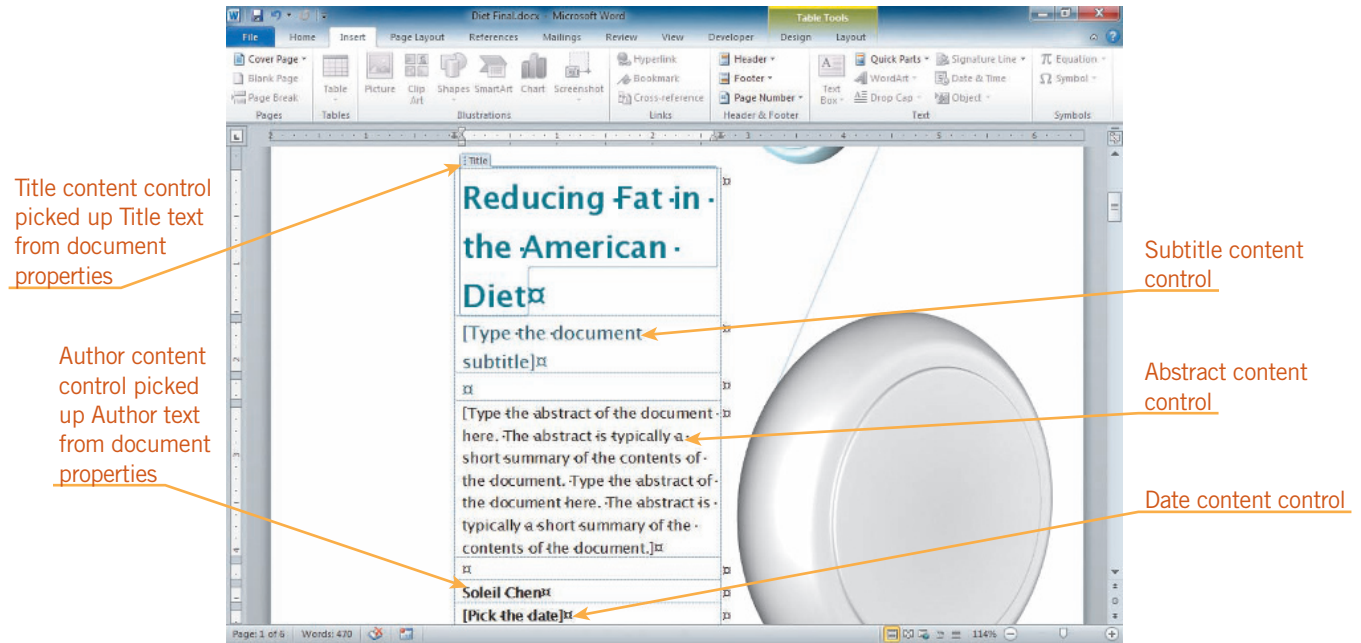 Diet Final.docx - Microsoft Word
Table Tools
File Home Insert Page Layout References Mailings Review View Developer Design Layout
Cover Page
Blank Page
Page Break
Pages
Table
Tables
Picture Clip Art Shapes SmartArt Chart Screenshot
Illustrations
Hyperlink
Bookmark
Cross-reference
Links
Header
Footer
Page Number
Header & Footer
Text Box
Quick Parts
WordArt
Drop Cap
Signature Line
Date & Time
Object
Text
π Equation
Ω Symbol
Symbols
2 1 1 2 3 4 5 6
Title
Reducing Fat in
the American
Diet¤
[Type the document
subtitle]¤
¤
[Type the abstract of the document
here. The abstract is typically a
short summary of the contents of
the document. Type the abstract of
the document here. The abstract is
typically a short summary of the
contents of the document.]¤
¤
Soleil Chen¤
[Pick the date]¤
Page: 1 of 6 Words: 470
114%
Title content control
picked up Title text
from document
properties
Author content
control picked
up Author text
from document
properties
Subtitle content
control
Abstract content
control
Date content control